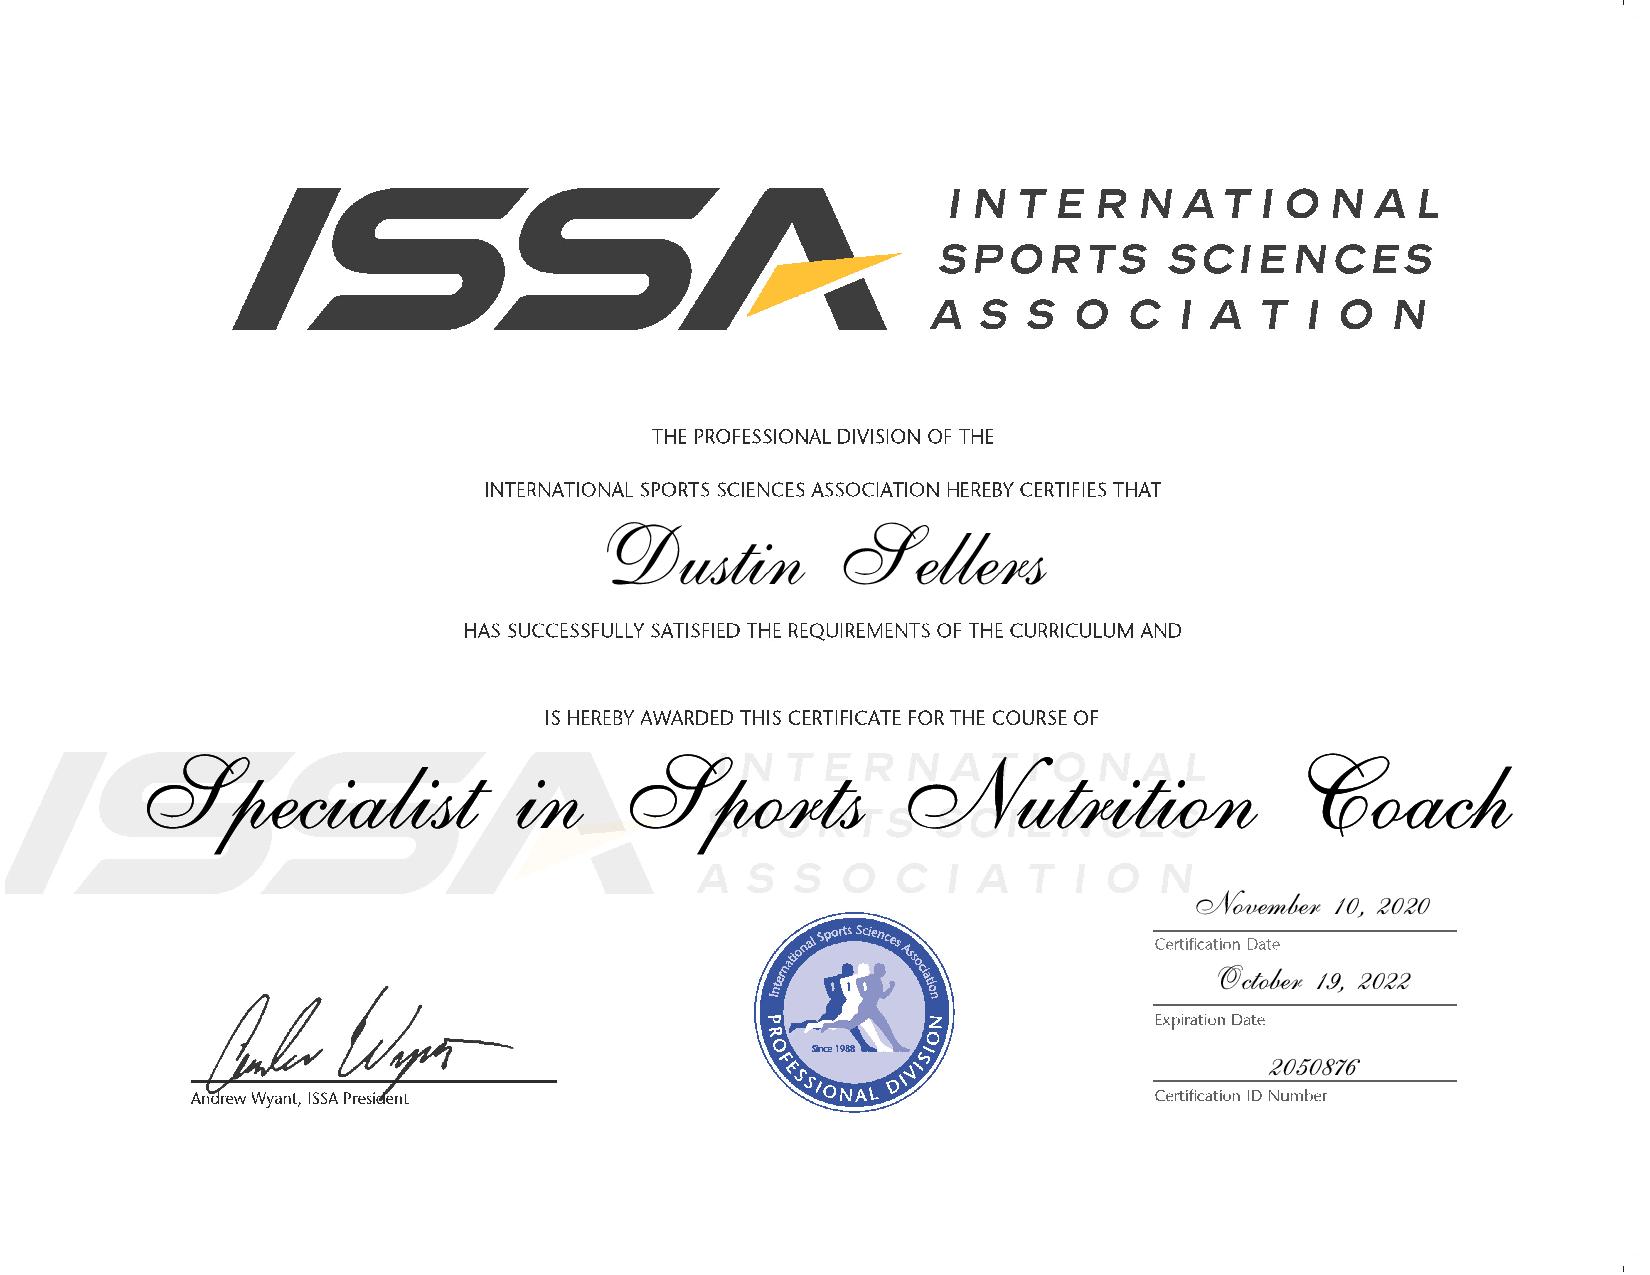 ISSA
INTERNATIONAL
SPORTS SCIENCES
ASSOCIATION
THE PROFESSIONAL DIVISION OF THE
INTERNATIONAL SPORTS SCIENCES ASSOCIATION HEREBY CERTIFIES THAT
Dustin Sellers
HAS SUCCESSFULLY SATISFIED THE REQUIREMENTS OF THE CURRICULUM AND
IS HEREBY AWARDED THIS CERTIFICATE FOR THE COURSE OF
ISSA
INTERNATIONAL
SPORTS SCIENCES
ASSOCIATION
Specialist in Sports Nutrition Coach
November 10, 2020
Certification Date
October 19, 2022
Expiration Date
2050876
Certification ID Number
International Sports Sciences Association
Since 1988
PROFESSIONAL DIVISION
Andrew Wyant
Andrew Wyant, ISSA President